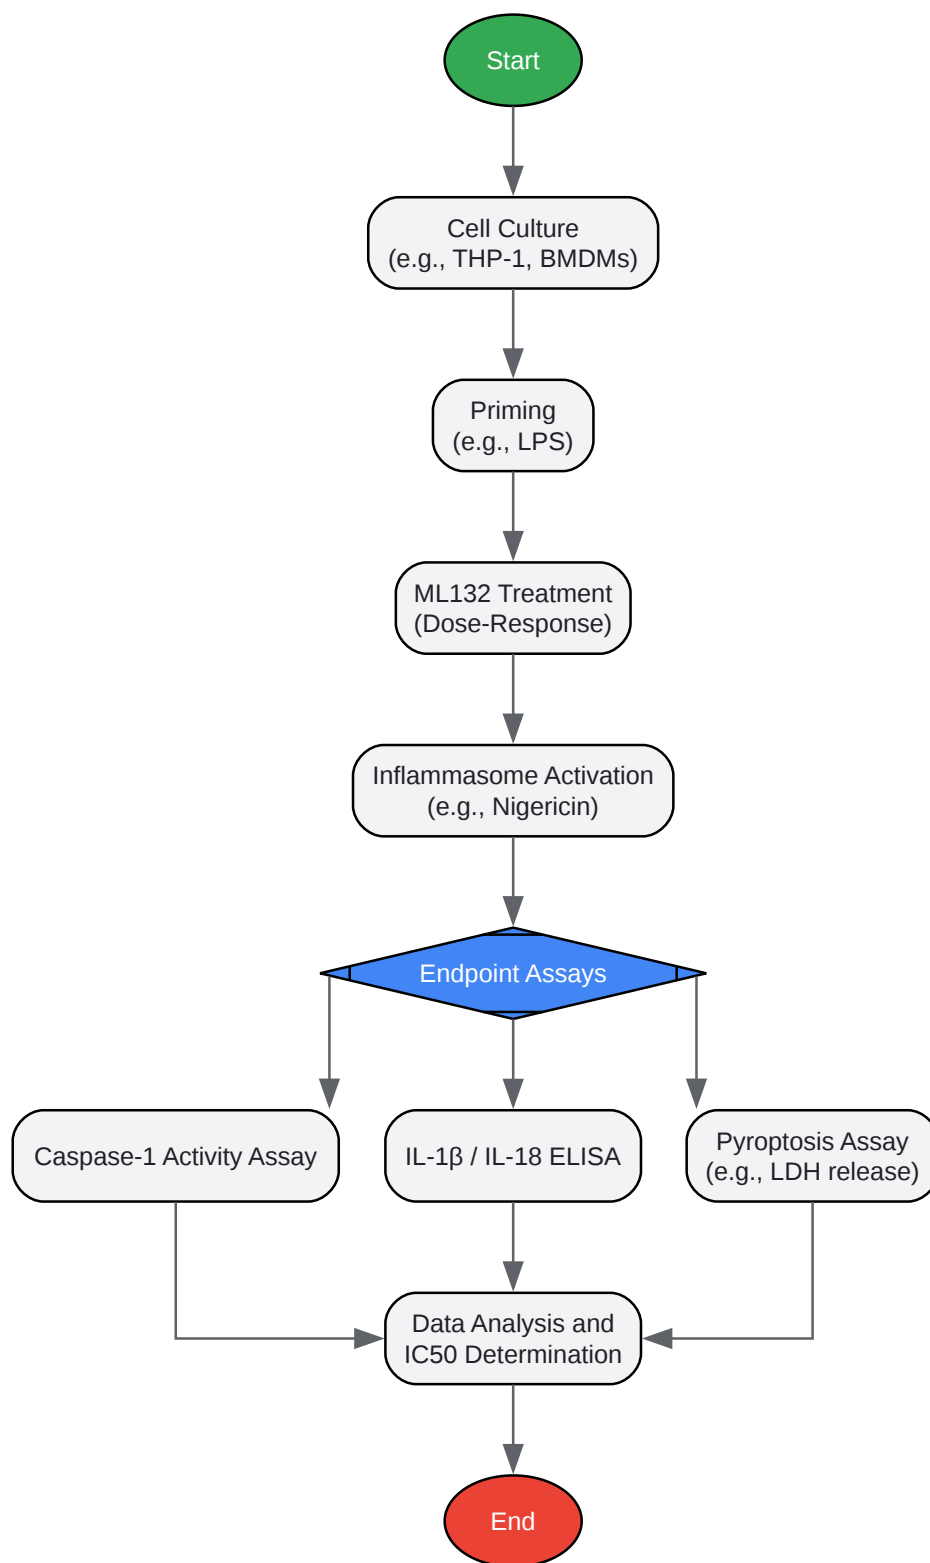 Start
Cell Culture
(e.g., THP-1, BMDMs)
Priming
(e.g., LPS)
ML132 Treatment
(Dose-Response)
Inflammasome Activation
(e.g., Nigericin)
Endpoint Assays
Caspase-1 Activity Assay
IL-1β / IL-18 ELISA
Pyroptosis Assay
(e.g., LDH release)
Data Analysis and
IC50 Determination
End